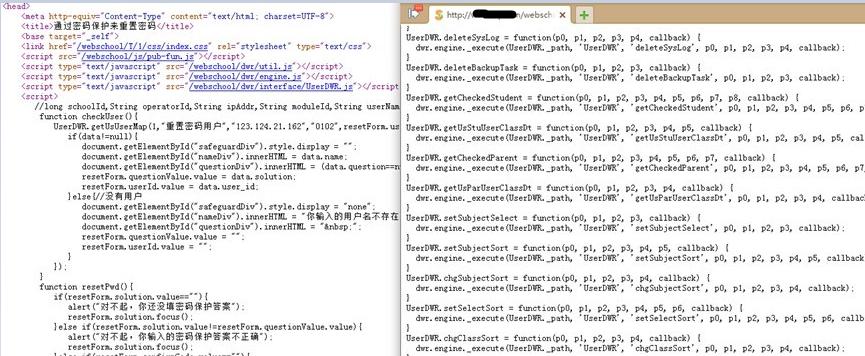 <head>
<meta http-equiv="Content-Type" content="text/html; charset=UTF-8">
<title>通过密码保护来重置密码</title>
<base target="_self">
<link href="/webschool/T/1/css/index.css" rel="stylesheet" type="text/css">
<script src="/webschool/js/pub-fun.js"></script>
<script type="text/javascript" src="/webschool/dwr/util.js"></script>
<script type="text/javascript" src="/webschool/dwr/engine.js"></script>
<script type="text/javascript" src="/webschool/dwr/interface/UserDWR.js"></script>
<script>
//long schoolId,String operatorId,String ipAddr,String moduleId,String userNam
function checkUser(){
UserDWR.getUsUserMap(1,"重置密码用户","123.124.21.162","0102",resetForm.us
if(data!=null){
document.getElementById("safeguardDiv").style.display = "";
document.getElementById("nameDiv").innerHTML = data.name;
document.getElementById("questionDiv").innerHTML = (data.question==n
resetForm.questionValue.value = data.solution;
resetForm.userId.value = data.user_id;
}else{//没有用户
document.getElementById("safeguardDiv").style.display = "none";
document.getElementById("nameDiv").innerHTML = "你输入的用户名不存在
document.getElementById("questionDiv").innerHTML = "&nbsp;";
resetForm.questionValue.value = "";
resetForm.userId.value = "";
}
});
}
function resetPwd(){
if(resetForm.solution.value==""){
alert("对不起，你还没填密码保护答案");
resetForm.solution.focus();
}else if(resetForm.solution.value!=resetForm.questionValue.value){
alert("对不起，你输入的密码保护答案不正确");
resetForm.solution.focus()
http://
/websch
UserDWR.deleteSysLog = function(p0, p1, p2, p3, p4, callback) {
dwr.engine._execute(UserDWR._path, 'UserDWR', 'deleteSysLog', p0, p1, p2, p3, p4, callback);
UserDWR.deleteBackupTask = function(p0, p1, p2, p3, p4, callback) {
dwr.engine._execute(UserDWR._path, 'UserDWR', 'deleteBackupTask', p0, p1, p2, p3, p4, callback);
UserDWR.getCheckedStudent = function(p0, p1, p2, p3, p4, p5, p6, p7, p8, callback) {
dwr.engine._execute(UserDWR._path, 'UserDWR', 'getCheckedStudent', p0, p1, p2, p3, p4, p5, p6, p
UserDWR.getUsStuUserClassDt = function(p0, p1, p2, p3, p4, p5, callback) {
dwr.engine._execute(UserDWR._path, 'UserDWR', 'getUsStuUserClassDt', p0, p1, p2, p3, p4, p5, cal
UserDWR.getCheckedParent = function(p0, p1, p2, p3, p4, p5, p6, p7, callback) {
dwr.engine._execute(UserDWR._path, 'UserDWR', 'getCheckedParent', p0, p1, p2, p3, p4, p5, p6, p7,
UserDWR.getUsParUserClassDt = function(p0, p1, p2, p3, p4, callback) {
dwr.engine._execute(UserDWR._path, 'UserDWR', 'getUsParUserClassDt', p0, p1, p2, p3, p4, callback
UserDWR.setSubjectSelect = function(p0, p1, p2, p3, callback) {
dwr.engine._execute(UserDWR._path, 'UserDWR', 'setSubjectSelect', p0, p1, p2, p3, callback);
UserDWR.setSubjectSort = function(p0, p1, p2, p3, p4, p5, callback) {
dwr.engine._execute(UserDWR._path, 'UserDWR', 'setSubjectSort', p0, p1, p2, p3, p4, p5, callback)
UserDWR.chgSubjectSort = function(p0, p1, p2, p3, p4, callback) {
dwr.engine._execute(UserDWR._path, 'UserDWR', 'chgSubjectSort', p0, p1, p2, p3, p4, callback);
UserDWR.setSelectSort = function(p0, p1, p2, p3, p4, p5, p6, callback) {
dwr.engine._execute(UserDWR._path, 'UserDWR', 'setSelectSort', p0, p1, p2, p3, p4, p5, p6, callba
UserDWR.chgClassSort = function(p0, p1, p2, p3, p4, callback) {
dwr.engine._execute(UserDWR._path, 'UserDWR', 'chgClassSort', p0, p1, p2, p3, p4, callback);